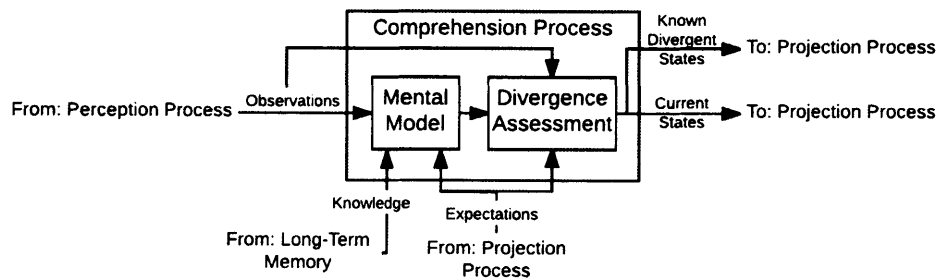 Comprehension Process
Known
Divergent
States
To: Projection Process
From: Perception Process
Observations
Mental
Model
Divergence
Assessment
Current
States
To: Projection Process
Knowledge
Expectations
From: Long-Term
Memory
From: Projection
Process